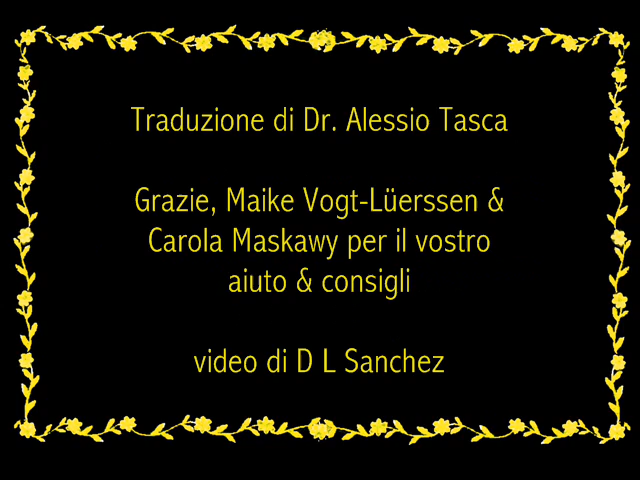 Traduzione di Dr. Alessio Tasca
Grazie, Maike Vogt-Lüerssen &
Carola Maskawy per il vostro
aiuto & consigli
video di D L Sanchez